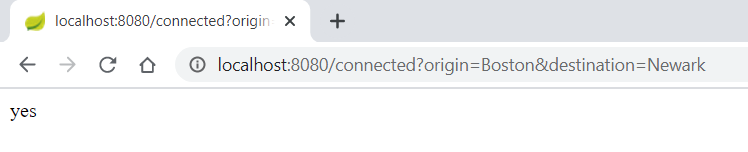 localhost:8080/connected?origin
localhost:8080/connected?origin=Boston&destination=Newark
yes